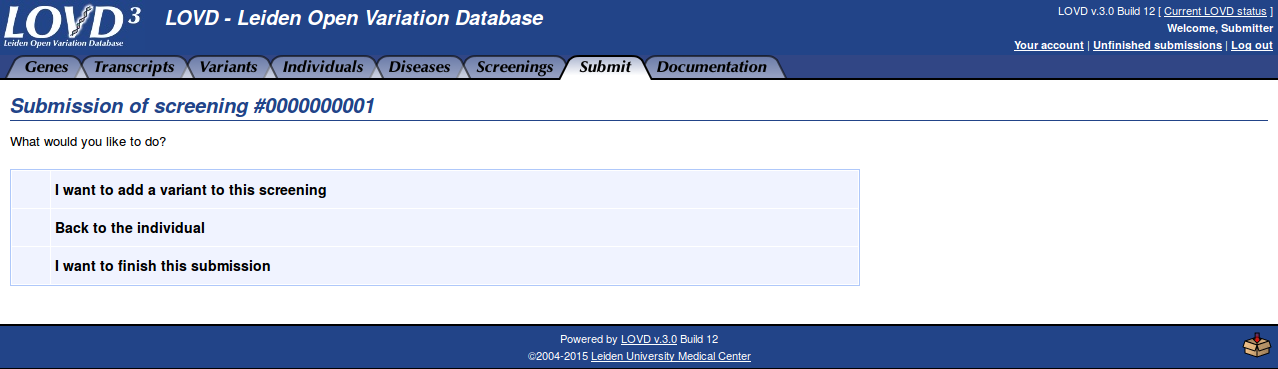 LOVD 3
Leiden Open Variation Database
LOVD - Leiden Open Variation Database
LOVD v.3.0 Build 12 [ Current LOVD status ]
Welcome, Submitter
Your account | Unfinished submissions | Log out
Genes Transcripts Variants Individuals Diseases Screenings Submit Documentation
Submission of screening #0000000001
What would you like to do?
I want to add a variant to this screening
Back to the individual
I want to finish this submission
Powered by LOVD v.3.0 Build 12
©2004-2015 Leiden University Medical Center